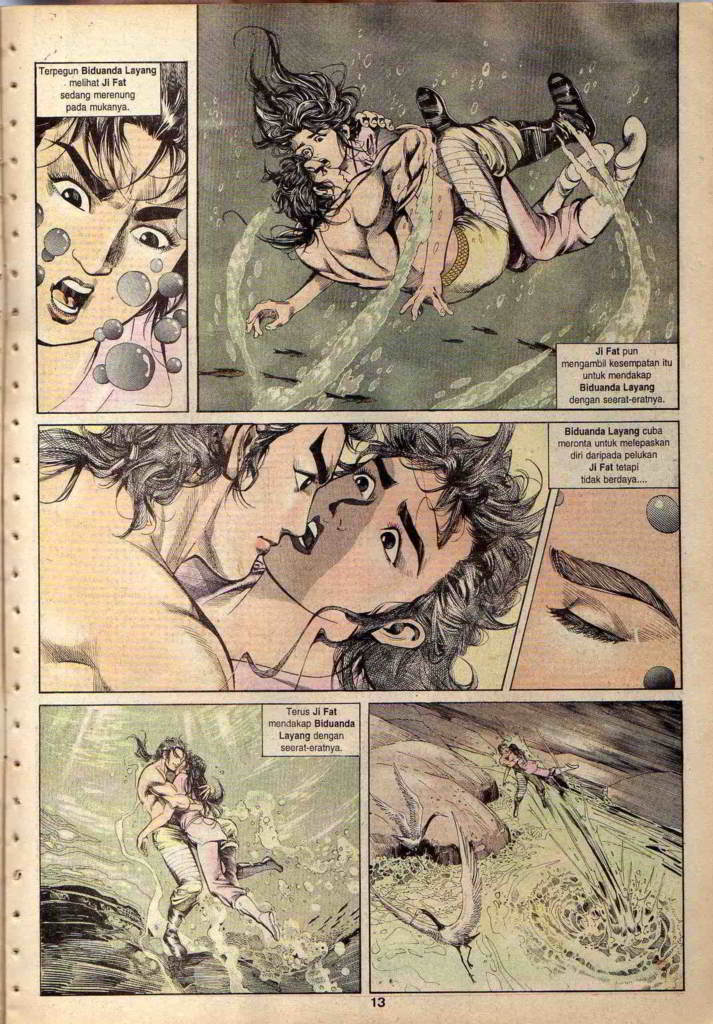 Terpegun Biduanda Layang
melihat Ji Fat
sedang merenung
pada mukanya.
Ji Fat pun
mengambil kesempatan itu
untuk mendakap
Biduanda Layang
dengan seerat-eratnya.
Biduanda Layang cuba
meronta untuk melepaskan
diri daripada pelukan
Ji Fat tetapi
tidak berdaya....
Terus Ji Fat
mendakap Biduanda
Layang dengan
seerat-eratnya.
13